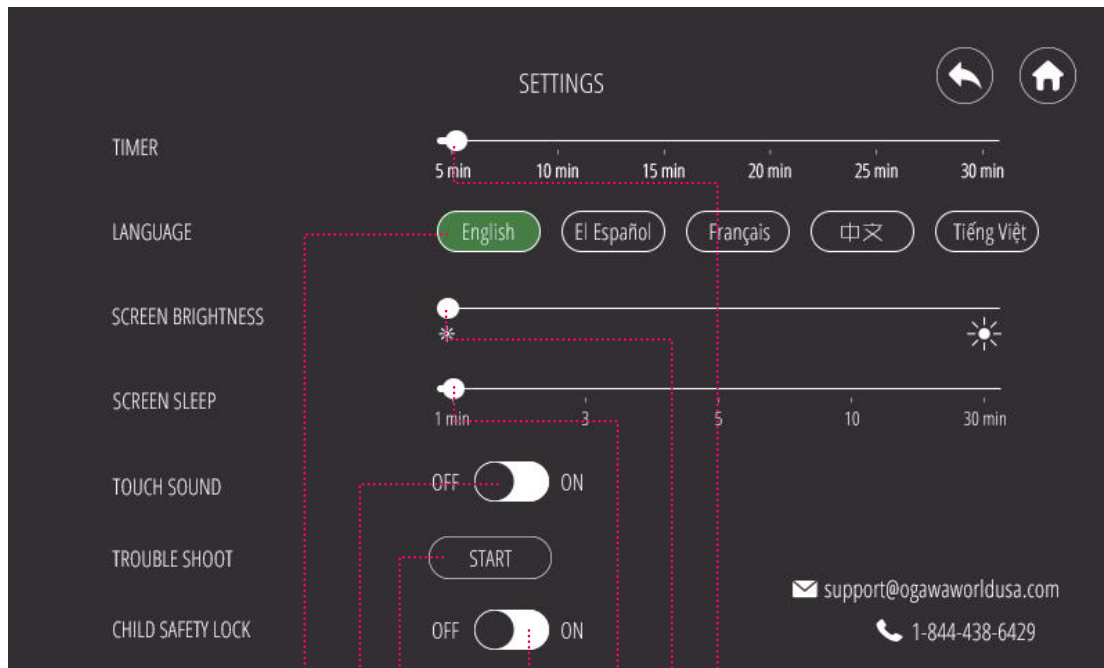 SETTINGS
TIMER
5 min 10 min 15 min 20 min 25 min 30 min
LANGUAGE English El Español Français 中文 Tiếng Việt
SCREEN BRIGHTNESS
SCREEN SLEEP
1 min 3 5 10 30 min
TOUCH SOUND OFF ON
TROUBLE SHOOT START
support@ogawaworldusa.com
CHILD SAFETY LOCK OFF ON 1-844-438-6429